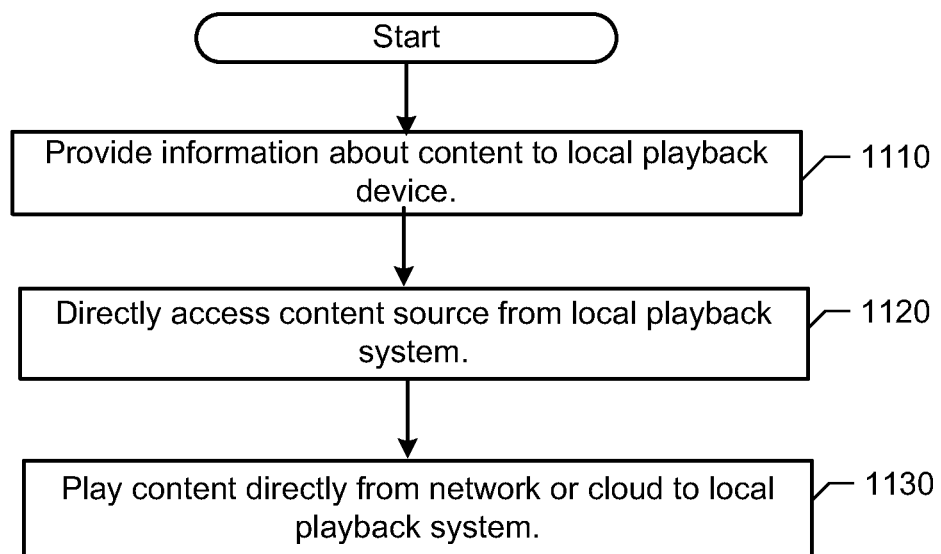 Start
Provide information about content to local playback
device.
1110
Directly access content source from local playback
system.
1120
Play content directly from network or cloud to local
playback system.
1130